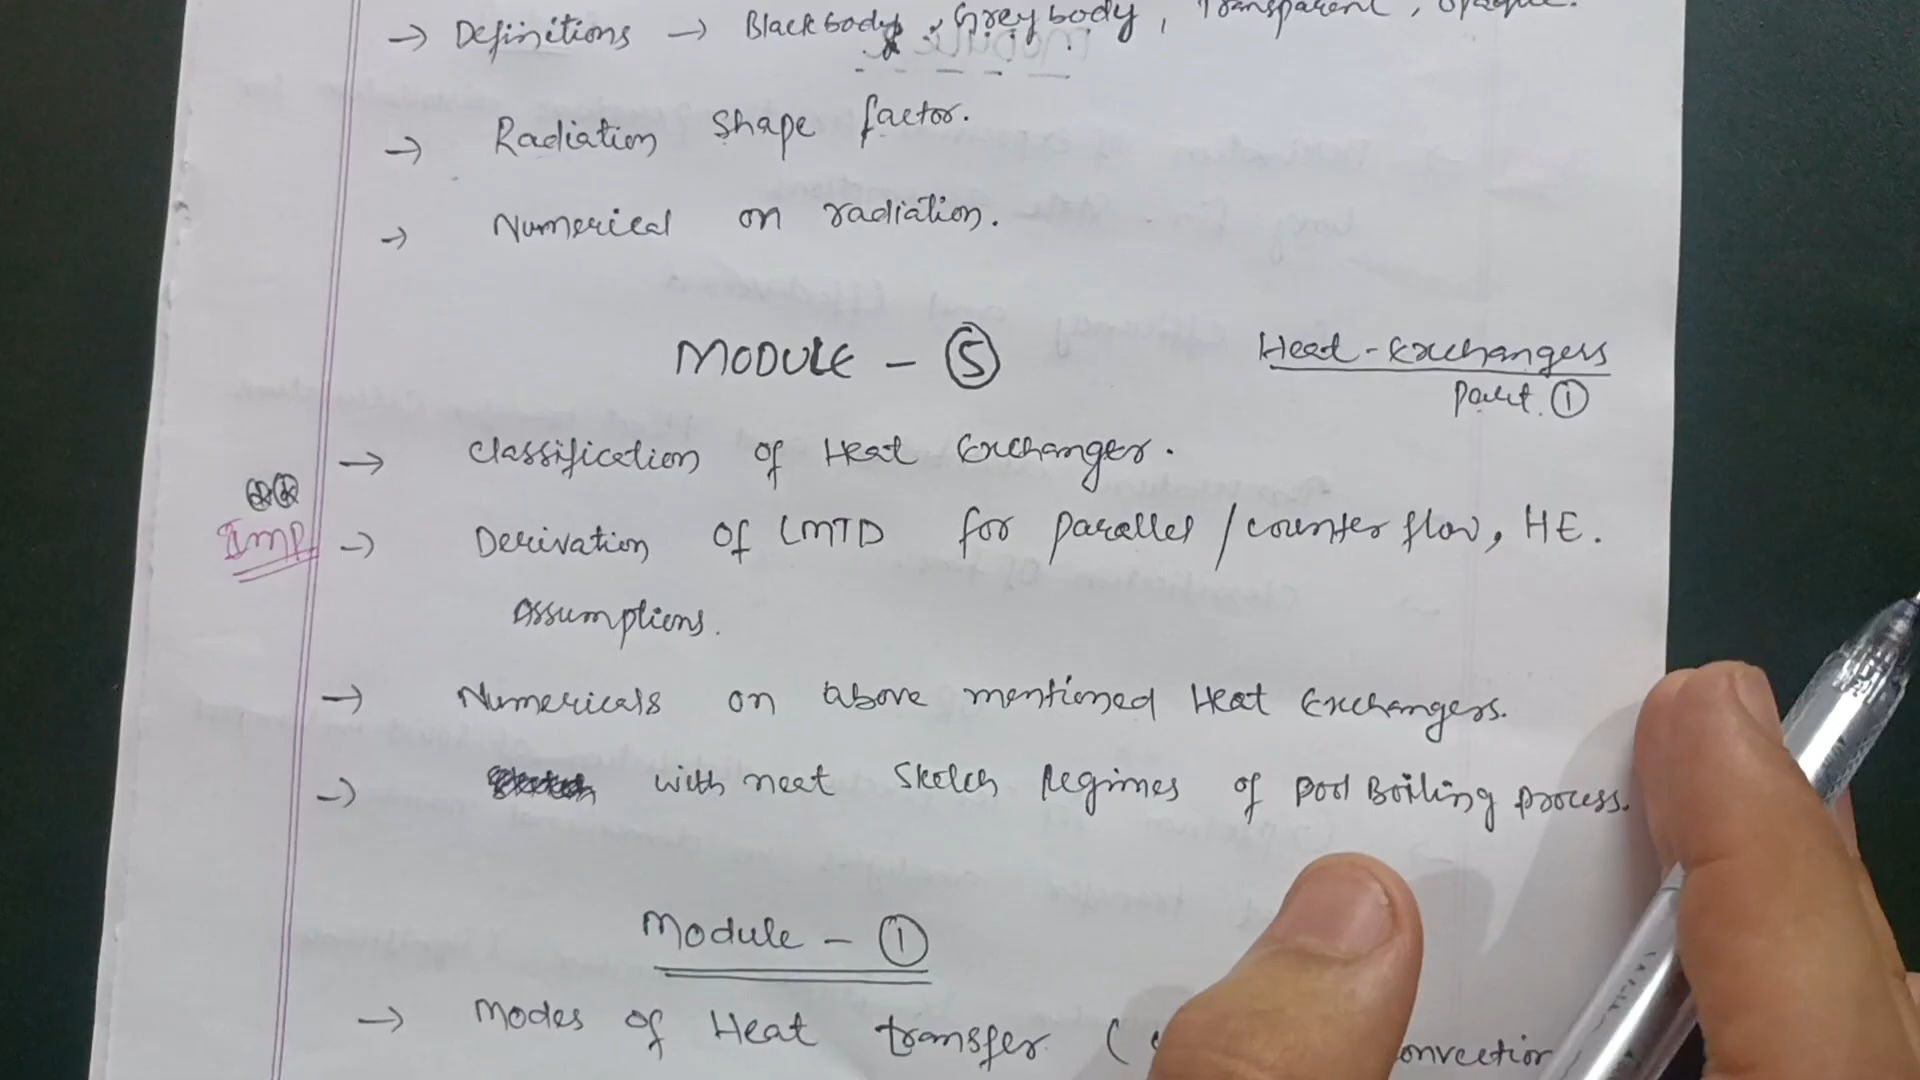 → Definitions → Blackbody, Grey body, Transparent, opaque.
→ Radiation shape factor.
→ Numerical on radiation.
MODULE - ⑤
Heat-Exchangers
Part. ①
→ Classification of Heat Exchanger.
Imp → Derivation of LMTD for parallel / counter flow, HE.
Assumptions.
→ Numericals on above mentioned Heat Exchangers.
→ with neat Sketch Regimes of pool Boiling process.
Module - ①
→ Modes of Heat transfer (
onvection